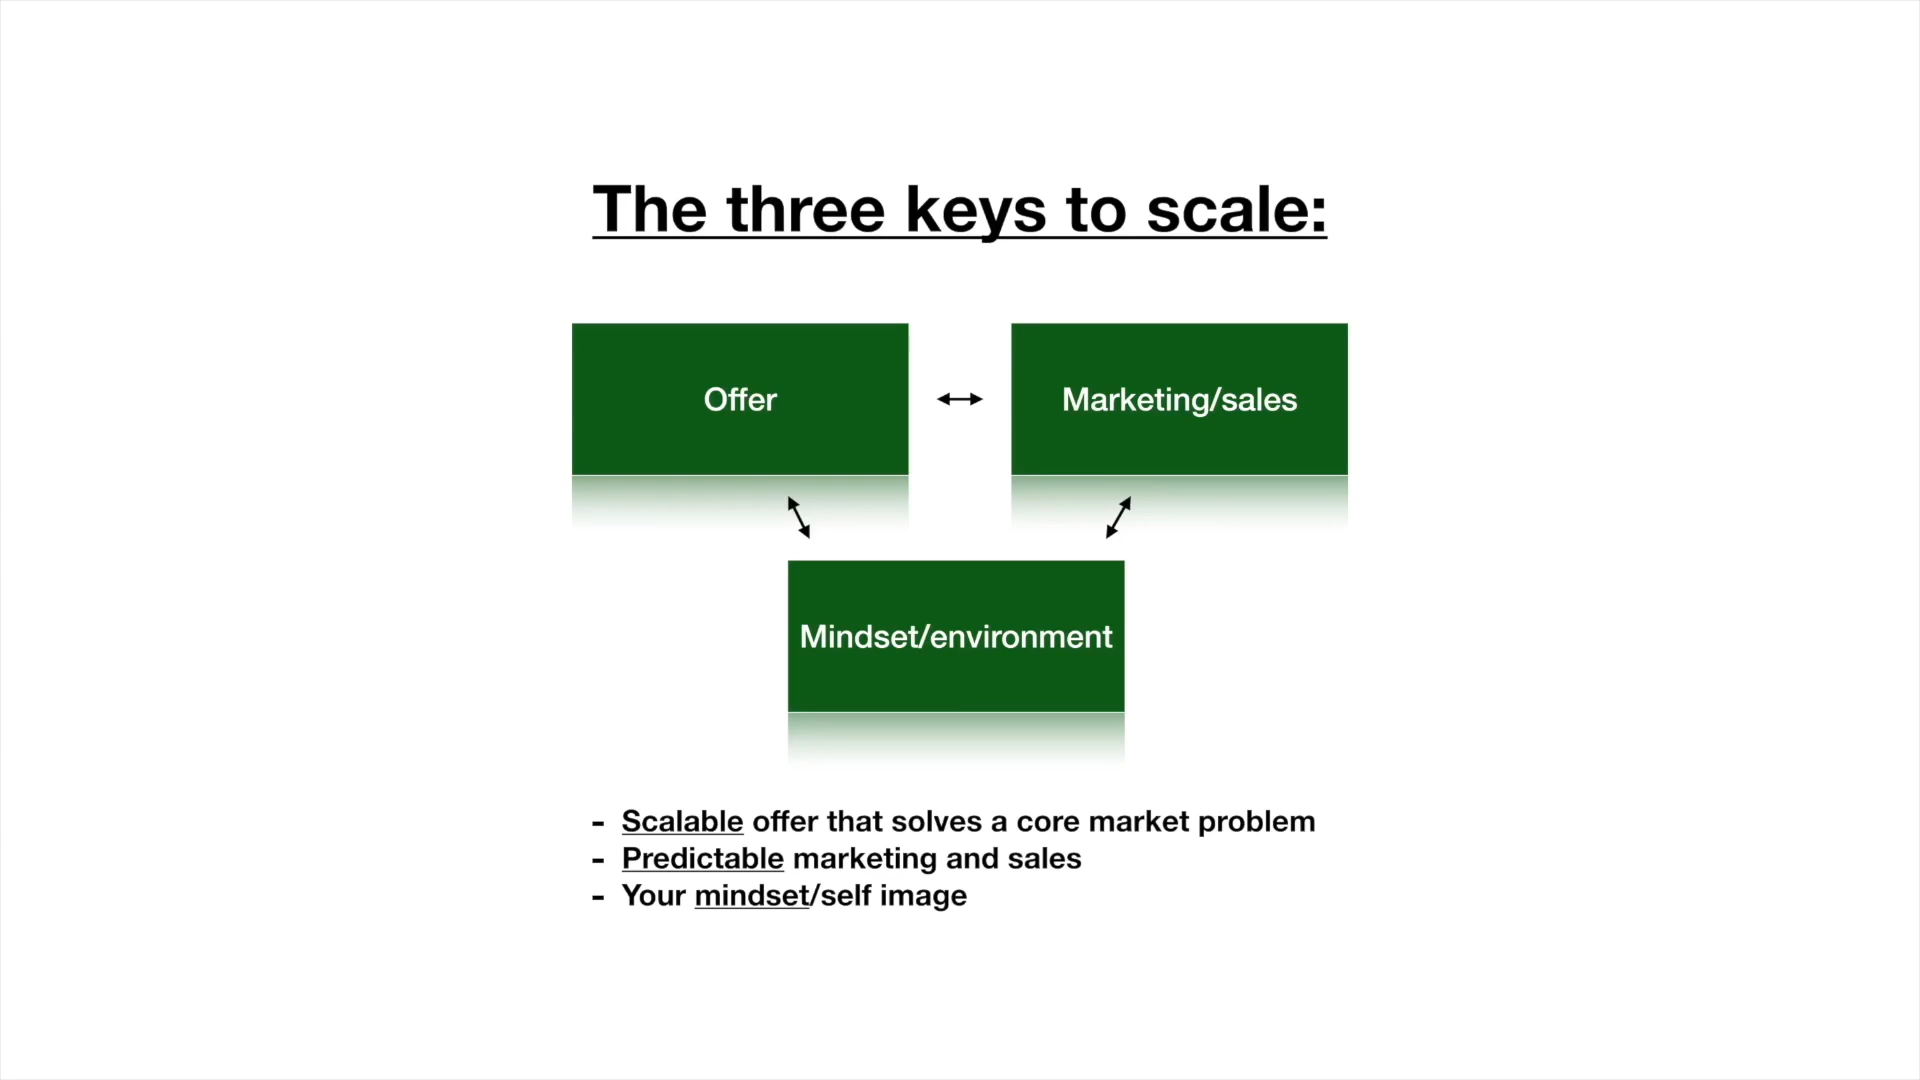 The three keys to scale:
Offer
Marketing/sales
Mindset/environment
- Scalable offer that solves a core market problem
- Predictable marketing and sales
- Your mindset/self image